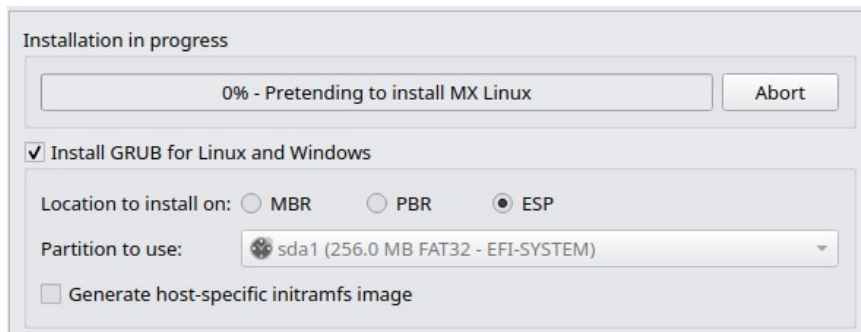 Installation in progress
0% - Pretending to install MX Linux Abort
Install GRUB for Linux and Windows
Location to install on: MBR PBR ESP
Partition to use: sda1 (256.0 MB FAT32 - EFI-SYSTEM)
Generate host-specific initramfs image